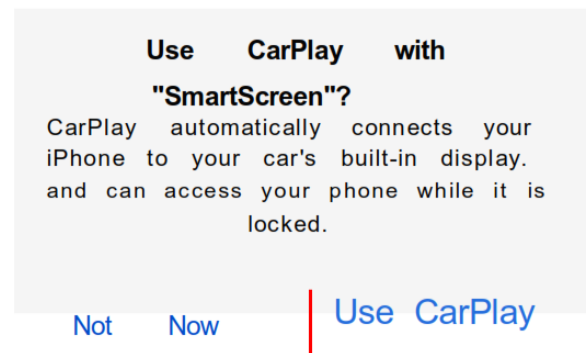 Use CarPlay with
"SmartScreen"?
CarPlay automatically connects your
iPhone to your car's built-in display.
and can access your phone while it is
locked.
Not Now
Use CarPlay